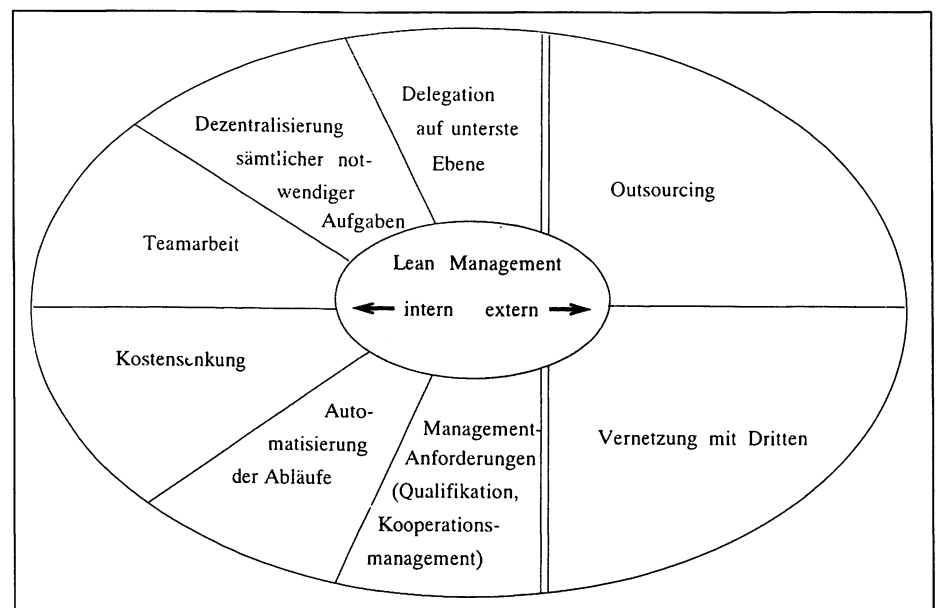 Delegation
auf unterste
Ebene
Dezentralisierung
sämtlicher not-
wendiger
Aufgaben
Outsourcing
Teamarbeit
Lean Management
intern extern
Kostensenkung
Auto-
matisierung
der Abläufe
Management-
Anforderungen
(Qualifikation,
Kooperations-
management)
Vernetzung mit Dritten